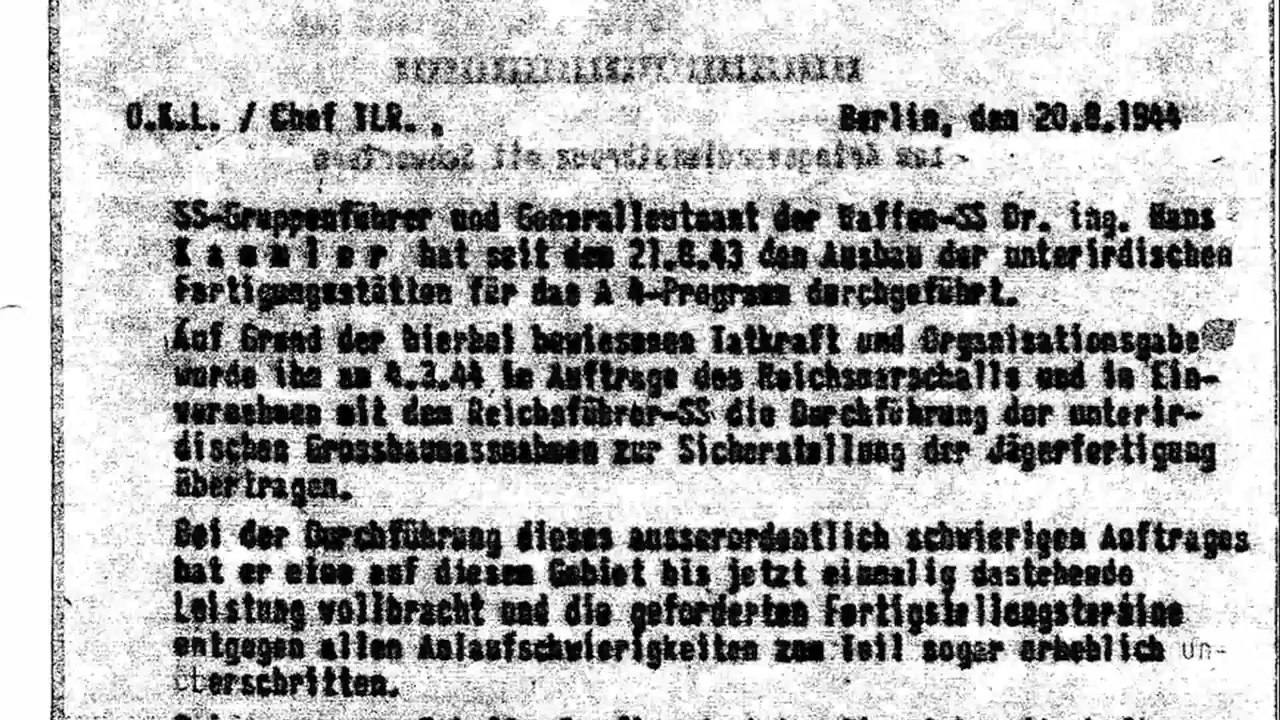 O.K.L. / Chef TLR.,
Berlin, den 20.8.1944
SS-Gruppenführer und Generalleutnant der Waffen-SS Dr. ing. Hans
K a m m l e r hat seit dem 21.8.43 den Ausbau der unterirdischen
Fertigungsstätten für das A 4-Programm durchgeführt.
Auf Grund der hierbei bewiesenen Tatkraft und Organisationsgabe
wurde ihm am 4.3.44 im Auftrage des Reichsmarschalls und im Ein-
vernehmen mit dem Reichsführer-SS die Durchführung der unterir-
dischen Grossbaumassnahmen zur Sicherstellung der Jägerfertigung
übertragen.
Bei der Durchführung dieses ausserordentlich schwierigen Auftrages
hat er eine auf diesem Gebiet bis jetzt einmalig dastehende
Leistung vollbracht und die geforderten Fertigstellungstermine
entgegen allen Anlaufschwierigkeiten zum Teil sogar erheblich un-
terschritten.